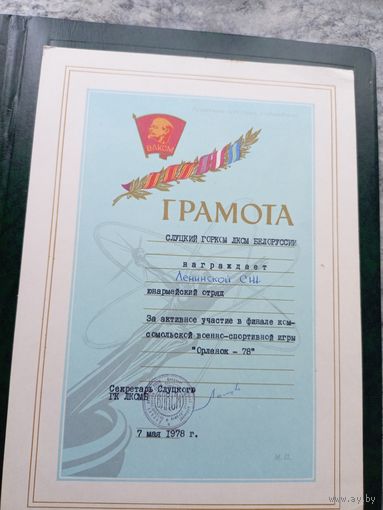 ВЛКСМ
ГРАМОТА
СЛУЦКИЙ ГОРКОМ ЛКСМ БЕЛОРУССИИ
награждает
Ленинской СШ
юнармейский отряд
За активное участие в финале ком-
сомольской военно-спортивной игры
"Орленок - 78"
Секретарь Слуцкого
ГК ЛКСМБ
7 мая 1978 г.
www.ay.by